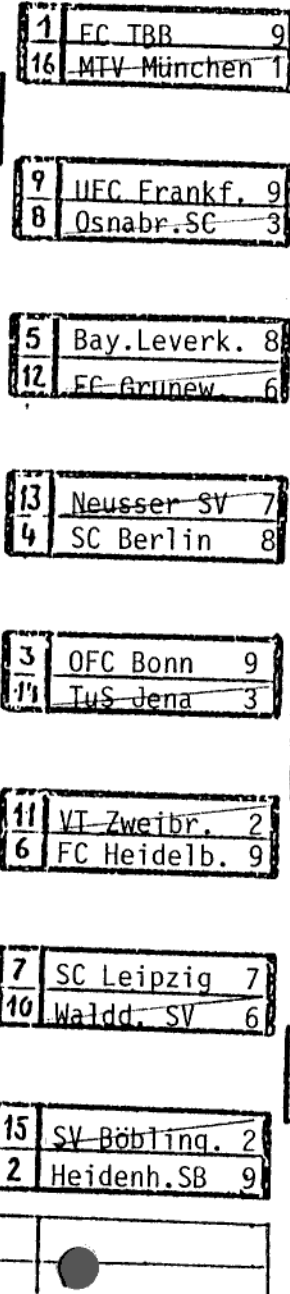 1 FC TBB 9
16 MTV München 1
9 UFC Frankf. 9
8 Osnabr.SC 3
5 Bay.Leverk. 8
12 FC Grunew. 6
13 Neusser SV 7
4 SC Berlin 8
3 OFC Bonn 9
14 TuS Jena 3
11 VT Zweibr. 2
6 FC Heidelb. 9
7 SC Leipzig 7
10 Waldd. SV 6
15 SV Böbling. 2
2 Heidenh.SB 9